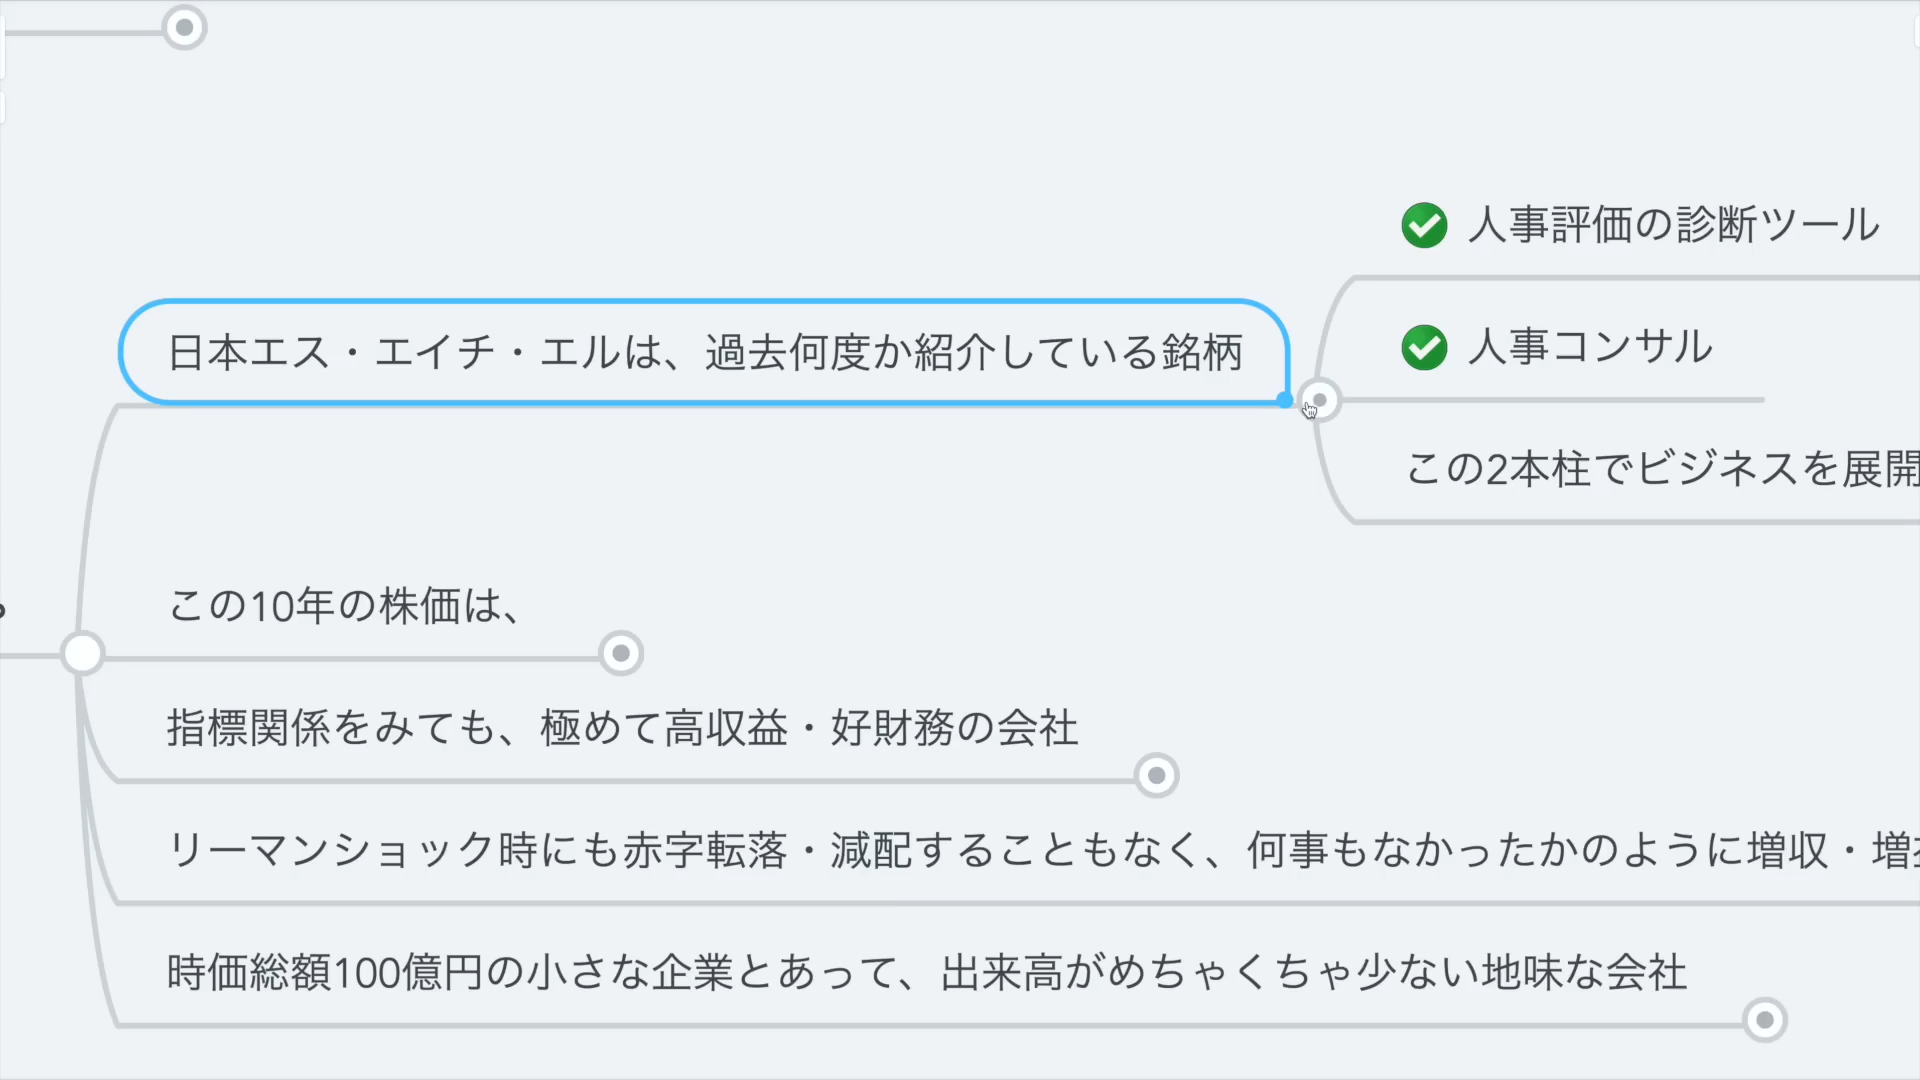 日本エス・エイチ・エルは、過去何度か紹介している銘柄
人事評価の診断ツール
人事コンサル
この2本柱でビジネスを展開
この10年の株価は、
指標関係をみても、極めて高収益・好財務の会社
リーマンショック時にも赤字転落・減配することもなく、何事もなかったかのように増収・増
時価総額100億円の小さな企業とあって、出来高がめちゃくちゃ少ない地味な会社